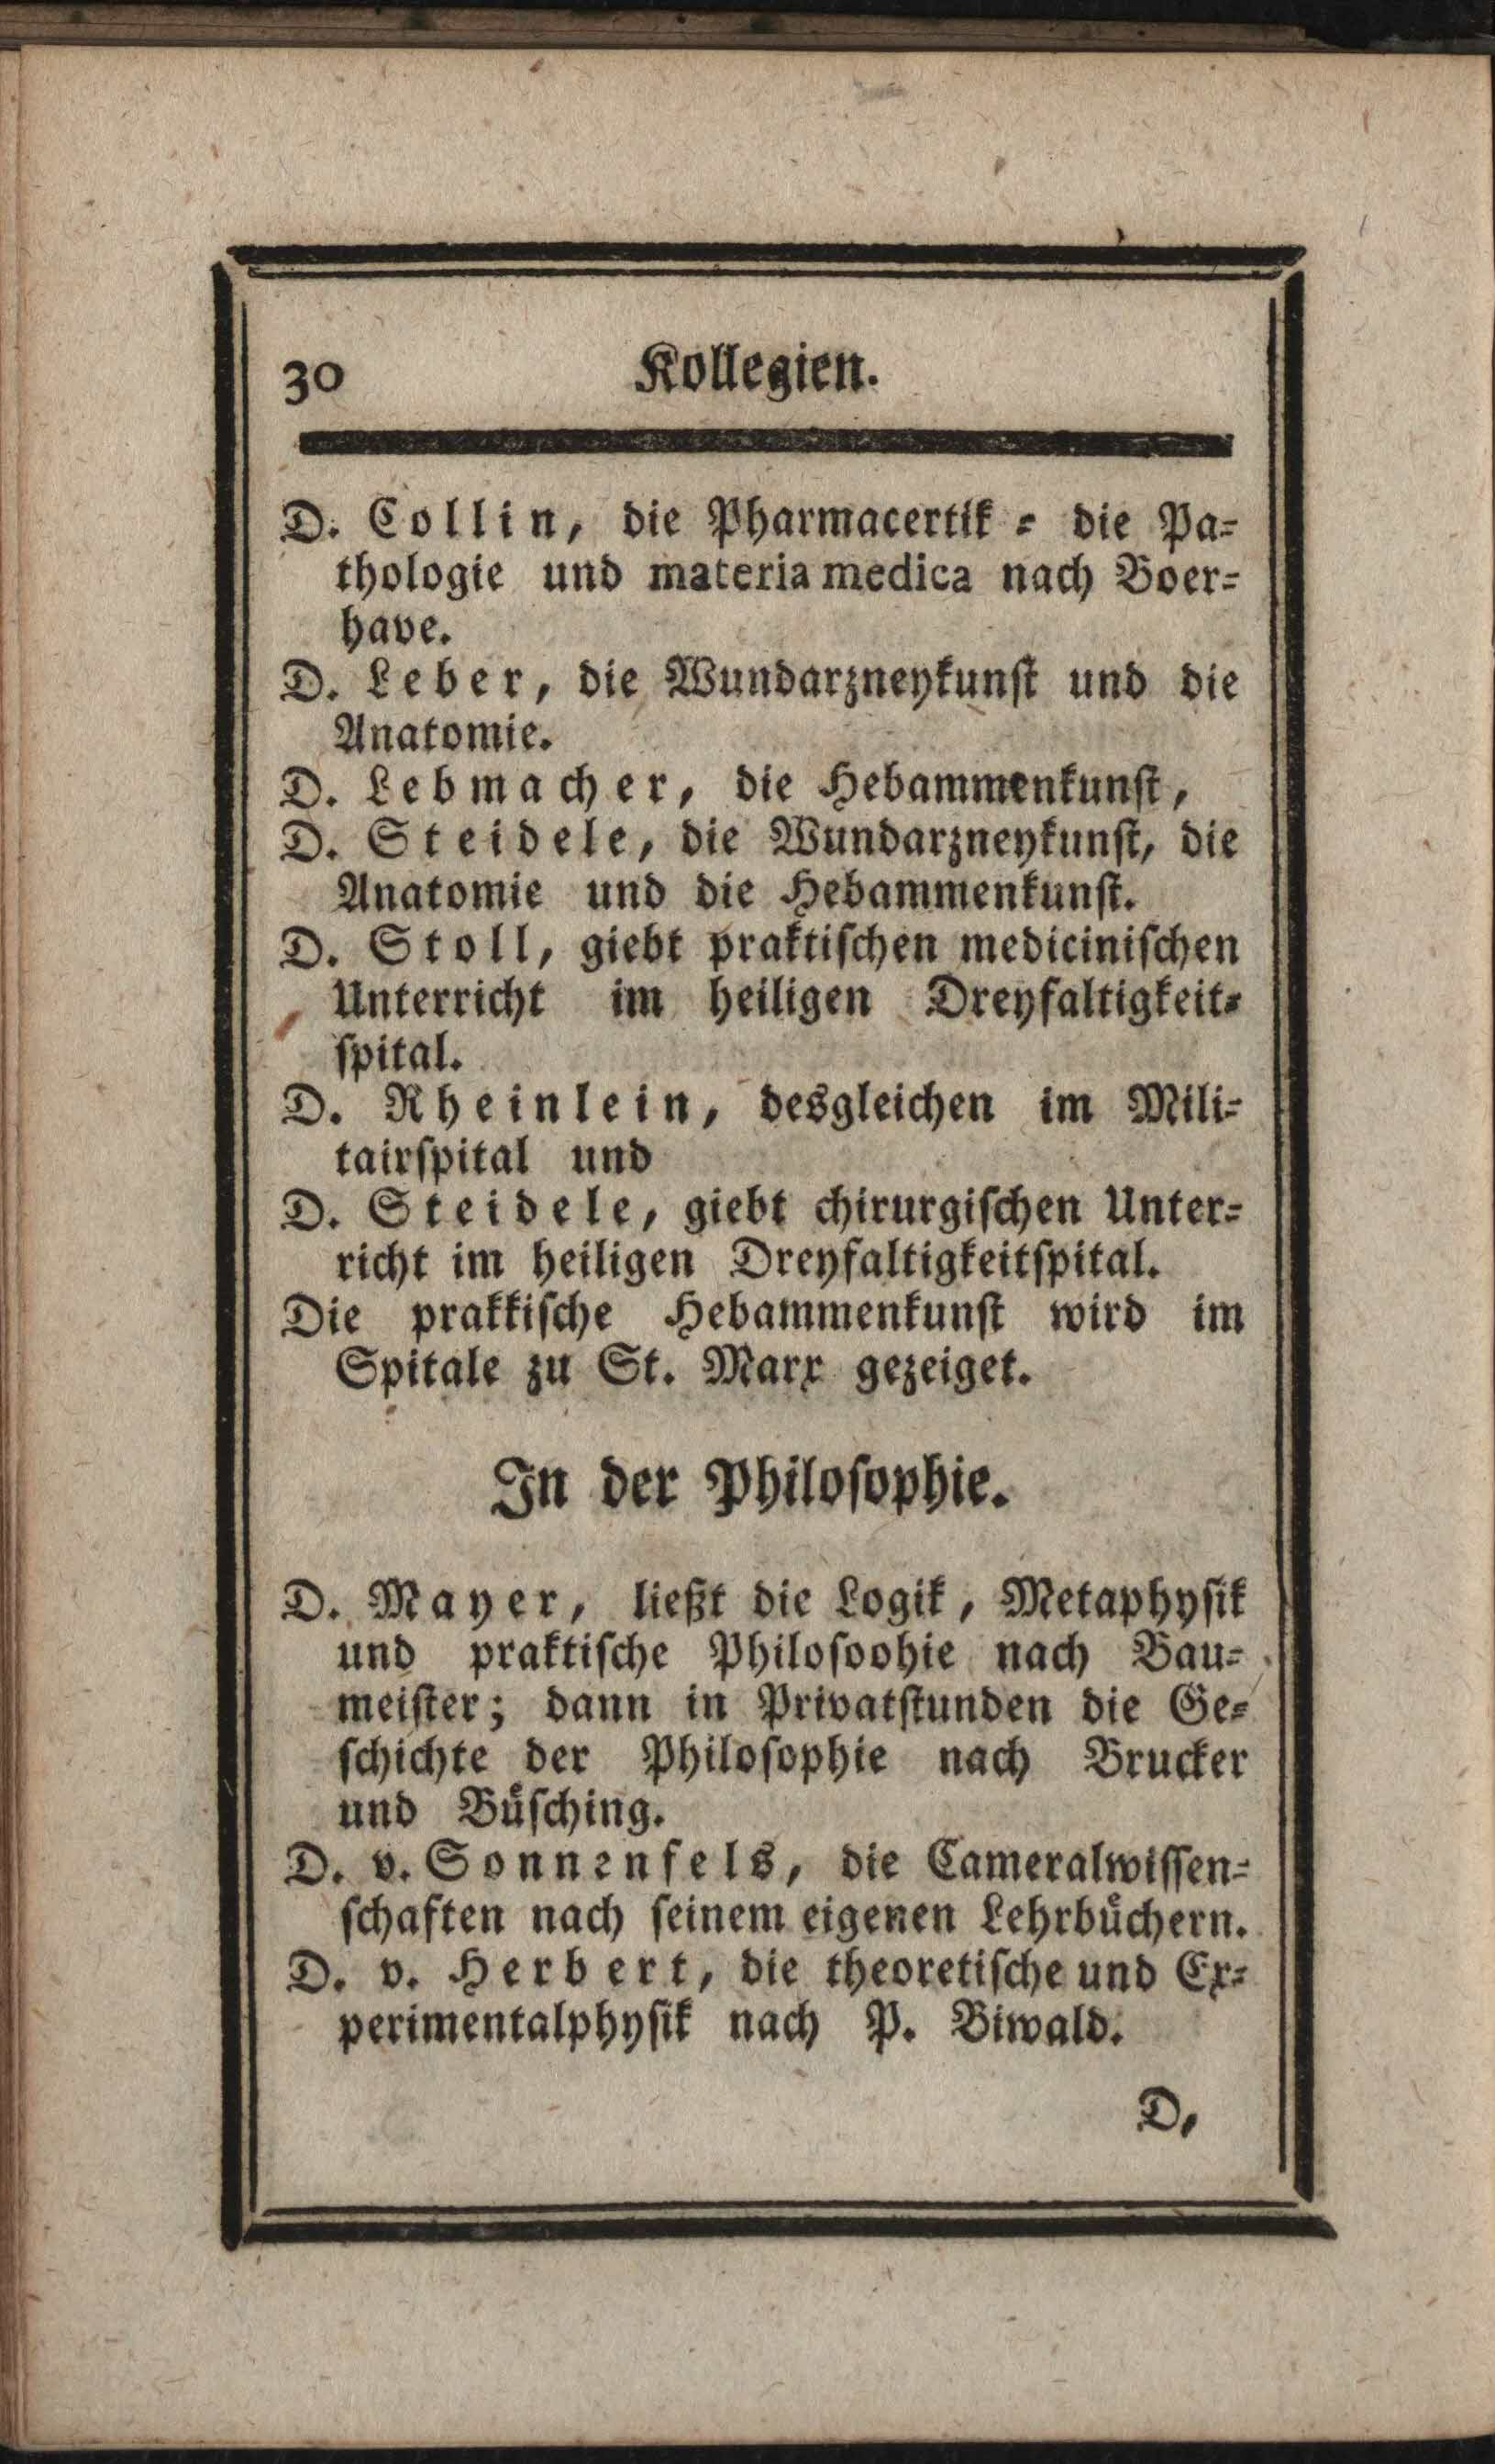 30 Kollegien.
D. Collin, die Pharmacertik = die Pa=
thologie und materia medica nach Boer=
have.
D. Leber, die Wundarzneykunst und die
Anatomie.
D. Lebmacher, die Hebammenkunst,
D. Steidele, die Wundarzneykunst, die
Anatomie und die Hebammenkunst.
D. Stoll, giebt praktischen medicinischen
Unterricht im heiligen Dreyfaltigkeit=
spital.
D. Rheinlein, desgleichen im Mili=
tairspital und
D. Steidele, giebt chirurgischen Unter=
richt im heiligen Dreyfaltigkeitspital.
Die prakkische Hebammenkunst wird im
Spitale zu St. Marx gezeiget.
In der Philosophie.
D. Mayer, ließt die Logik, Metaphysik
und praktische Philosoohie nach Bau=
meister; dann in Privatstunden die Ge=
schichte der Philosophie nach Brucker
und Büsching.
D. v. Sonnenfels, die Cameralwissen=
schaften nach seinem eigenen Lehrbüchern.
D. v. Herbert, die theoretische und Ex=
perimentalphysik nach P. Biwald.
D,